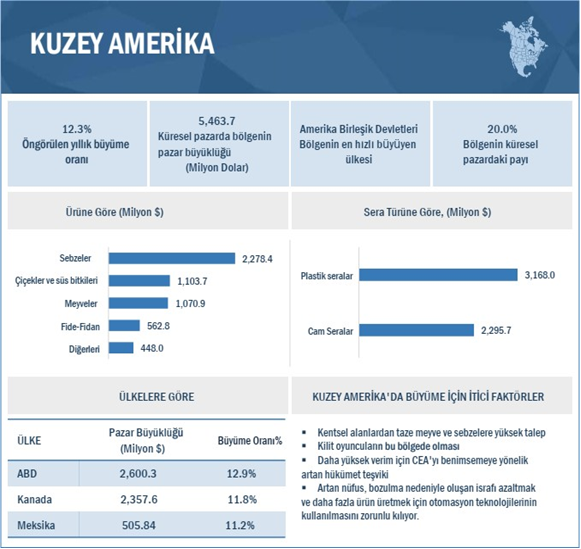 KUZEY AMERİKA
12.3%
Öngörülen yıllık büyüme
oranı
5,463.7
Küresel pazarda bölgenin
pazar büyüklüğü
(Milyon Dolar)
Amerika Birleşik Devletleri
Bölgenin en hızlı büyüyen
ülkesi
20.0%
Bölgenin küresel
pazardaki payı
Ürüne Göre (Milyon $)
Sebzeler 2,278.4
Çiçekler ve süs bitkileri 1,103.7
Meyveler 1,070.9
Fide-Fidan 562.8
Diğerleri 448.0
Sera Türüne Göre, (Milyon $)
Plastik seralar 3,168.0
Cam Seralar 2,295.7
ÜLKELERE GÖRE
ÜLKE Pazar Büyüklüğü (Milyon $) Büyüme Oranı%
ABD 2,600.3 12.9%
Kanada 2,357.6 11.8%
Meksika 505.84 11.2%
KUZEY AMERİKA'DA BÜYÜME İÇİN İTİCİ FAKTÖRLER
▪ Kentsel alanlardan taze meyve ve sebzelere yüksek talep
▪ Kilit oyuncuların bu bölgede olması
▪ Daha yüksek verim için CEA'yı benimsemeye yönelik
artan hükümet teşviki
▪ Artan nüfus, bozulma nedeniyle oluşan israfı azaltmak
ve daha fazla ürün üretmek için otomasyon teknolojilerinin
kullanılmasını zorunlu kılıyor.